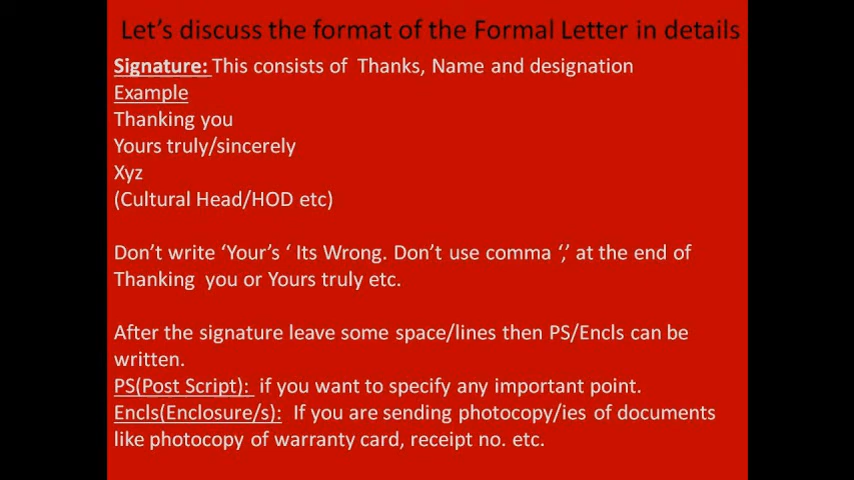 Let's discuss the format of the Formal Letter in details
Signature: This consists of  Thanks, Name and designation
Example
Thanking you
Yours truly/sincerely
Xyz
(Cultural Head/HOD etc)
Don't write ‘Your's ‘ Its Wrong. Don't use comma ‘,’ at the end of
Thanking  you or Yours truly etc.
After the signature leave some space/lines then PS/Encls can be
written.
PS(Post Script):  if you want to specify any important point.
Encls(Enclosure/s):  If you are sending photocopy/ies of documents
like photocopy of warranty card, receipt no. etc.